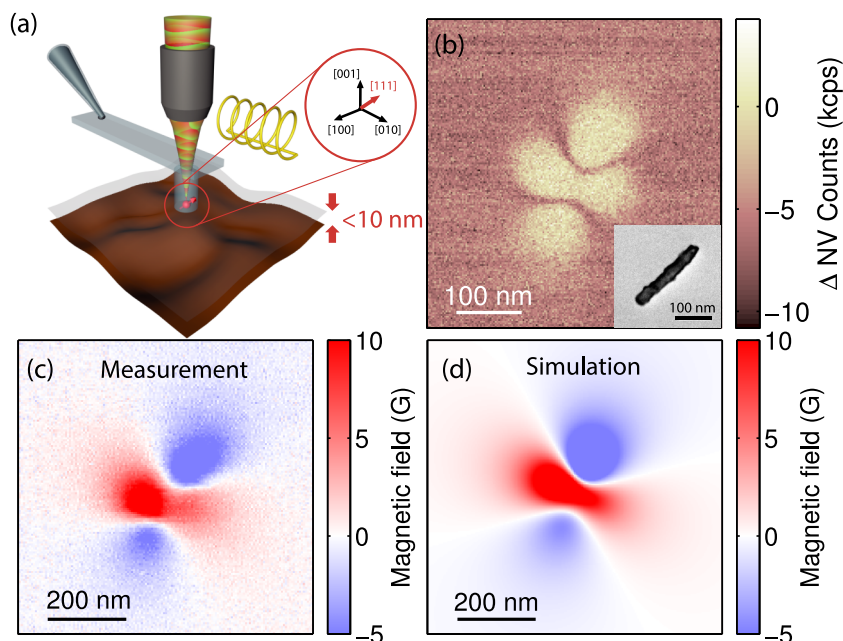 (a)
[001]
[111]
[100]
[010]
<10 nm
(b)
100 nm
100 nm
0
−5
−10
Δ NV Counts (kcps)
(c)
Measurement
200 nm
10
5
0
−5
Magnetic field (G)
(d)
Simulation
200 nm
10
5
0
−5
Magnetic field (G)